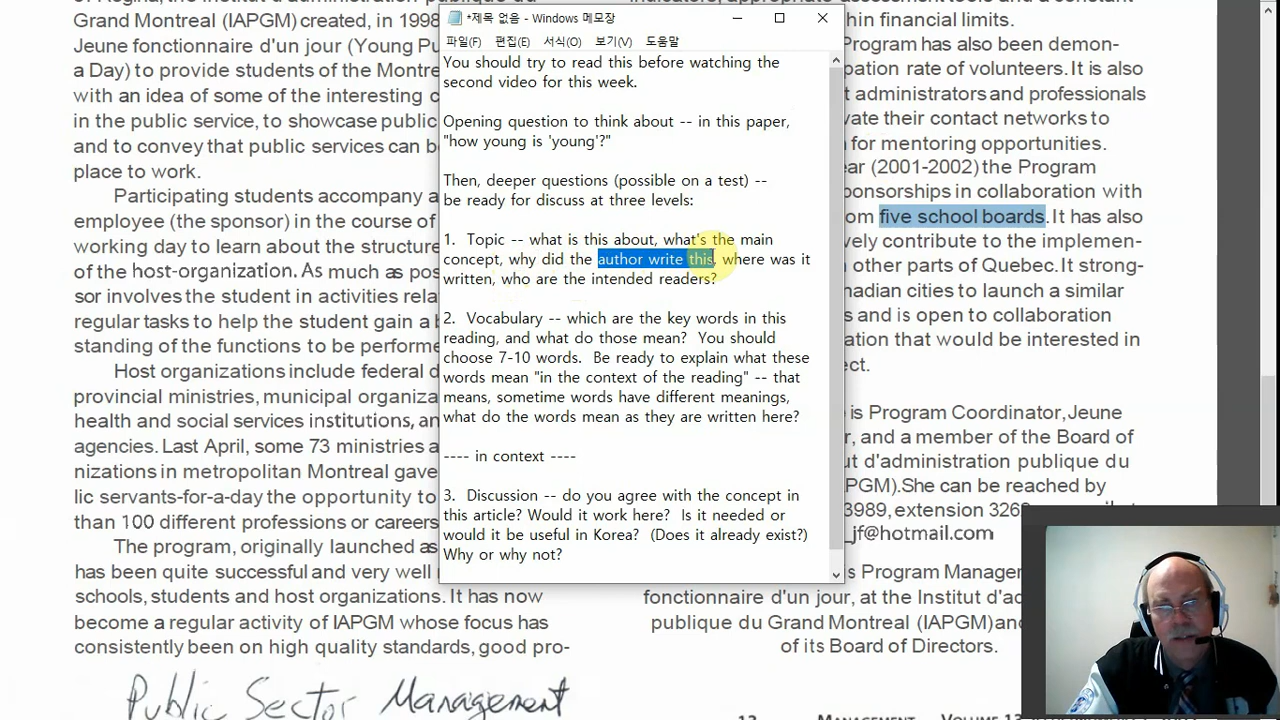 of Regina, the Institut d'administration publique du
Grand Montreal (IAPGM) created, in 1998
Jeune fonctionnaire d'un jour (Young Pu
a Day) to provide students of the Montre
with an idea of some of the interesting c
in the public service, to showcase public
and to convey that public services can b
place to work.
Participating students accompany a
employee (the sponsor) in the course of
working day to learn about the structure
of the host-organization. As much as pos
sor involves the student in activities rela
regular tasks to help the student gain a b
standing of the functions to be performe
Host organizations include federal d
provincial ministries, municipal organiza
health and social services institutions, an
agencies. Last April, some 73 ministries a
nizations in metropolitan Montreal gave
lic servants-for-a-day the opportunity to
than 100 different professions or careers
The program, originally launched as
has been quite successful and very well
schools, students and host organizations. It has now
become a regular activity of IAPGM whose focus has
consistently been on high quality standards, good pro-
Public Sector Management
*제목 없음 - Windows 메모장
파일(F) 편집(E) 서식(O) 보기(V) 도움말
You should try to read this before watching the
second video for this week.
Opening question to think about -- in this paper,
"how young is 'young'?"
Then, deeper questions (possible on a test) --
be ready for discuss at three levels:
1. Topic -- what is this about, what's the main
concept, why did the author write this, where was it
written, who are the intended readers?
2. Vocabulary -- which are the key words in this
reading, and what do those mean? You should
choose 7-10 words. Be ready to explain what these
words mean "in the context of the reading" -- that
means, sometime words have different meanings,
what do the words mean as they are written here?
---- in context ----
3. Discussion -- do you agree with the concept in
this article? Would it work here? Is it needed or
would it be useful in Korea? (Does it already exist?)
Why or why not?
indicators, appropriate assessment tools and a constant
hin financial limits.
Program has also been demon-
pation rate of volunteers. It is also
t administrators and professionals
vate their contact networks to
for mentoring opportunities.
ear (2001-2002) the Program
ponsorships in collaboration with
om five school boards. It has also
vely contribute to the implemen-
other parts of Quebec. It strong-
nadian cities to launch a similar
s and is open to collaboration
ation that would be interested in
ect.
e is Program Coordinator, Jeune
r, and a member of the Board of
ut d'administration publique du
APGM). She can be reached by
3989, extension 326
_jf@hotmail.com
is Program Manage
fonctionnaire d'un jour, at the Institut d'a
publique du Grand Montreal (IAPGM) an
of its Board of Directors.
12 Management Volume 13